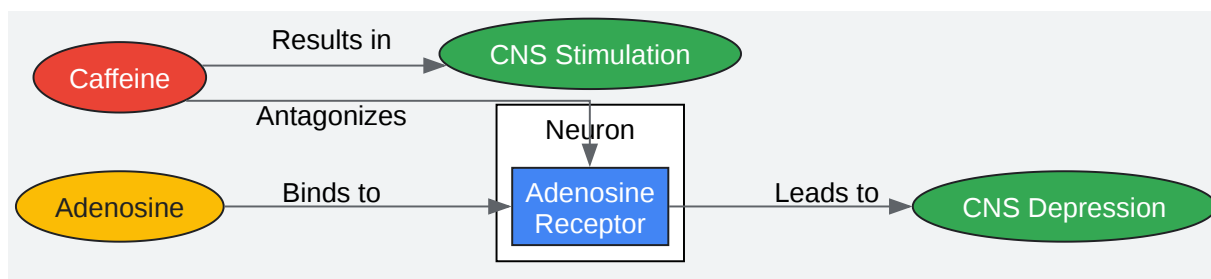 Results in
CNS Stimulation
Caffeine
Antagonizes
Neuron
Adenosine
Binds to
Adenosine
Receptor
Leads to
CNS Depression